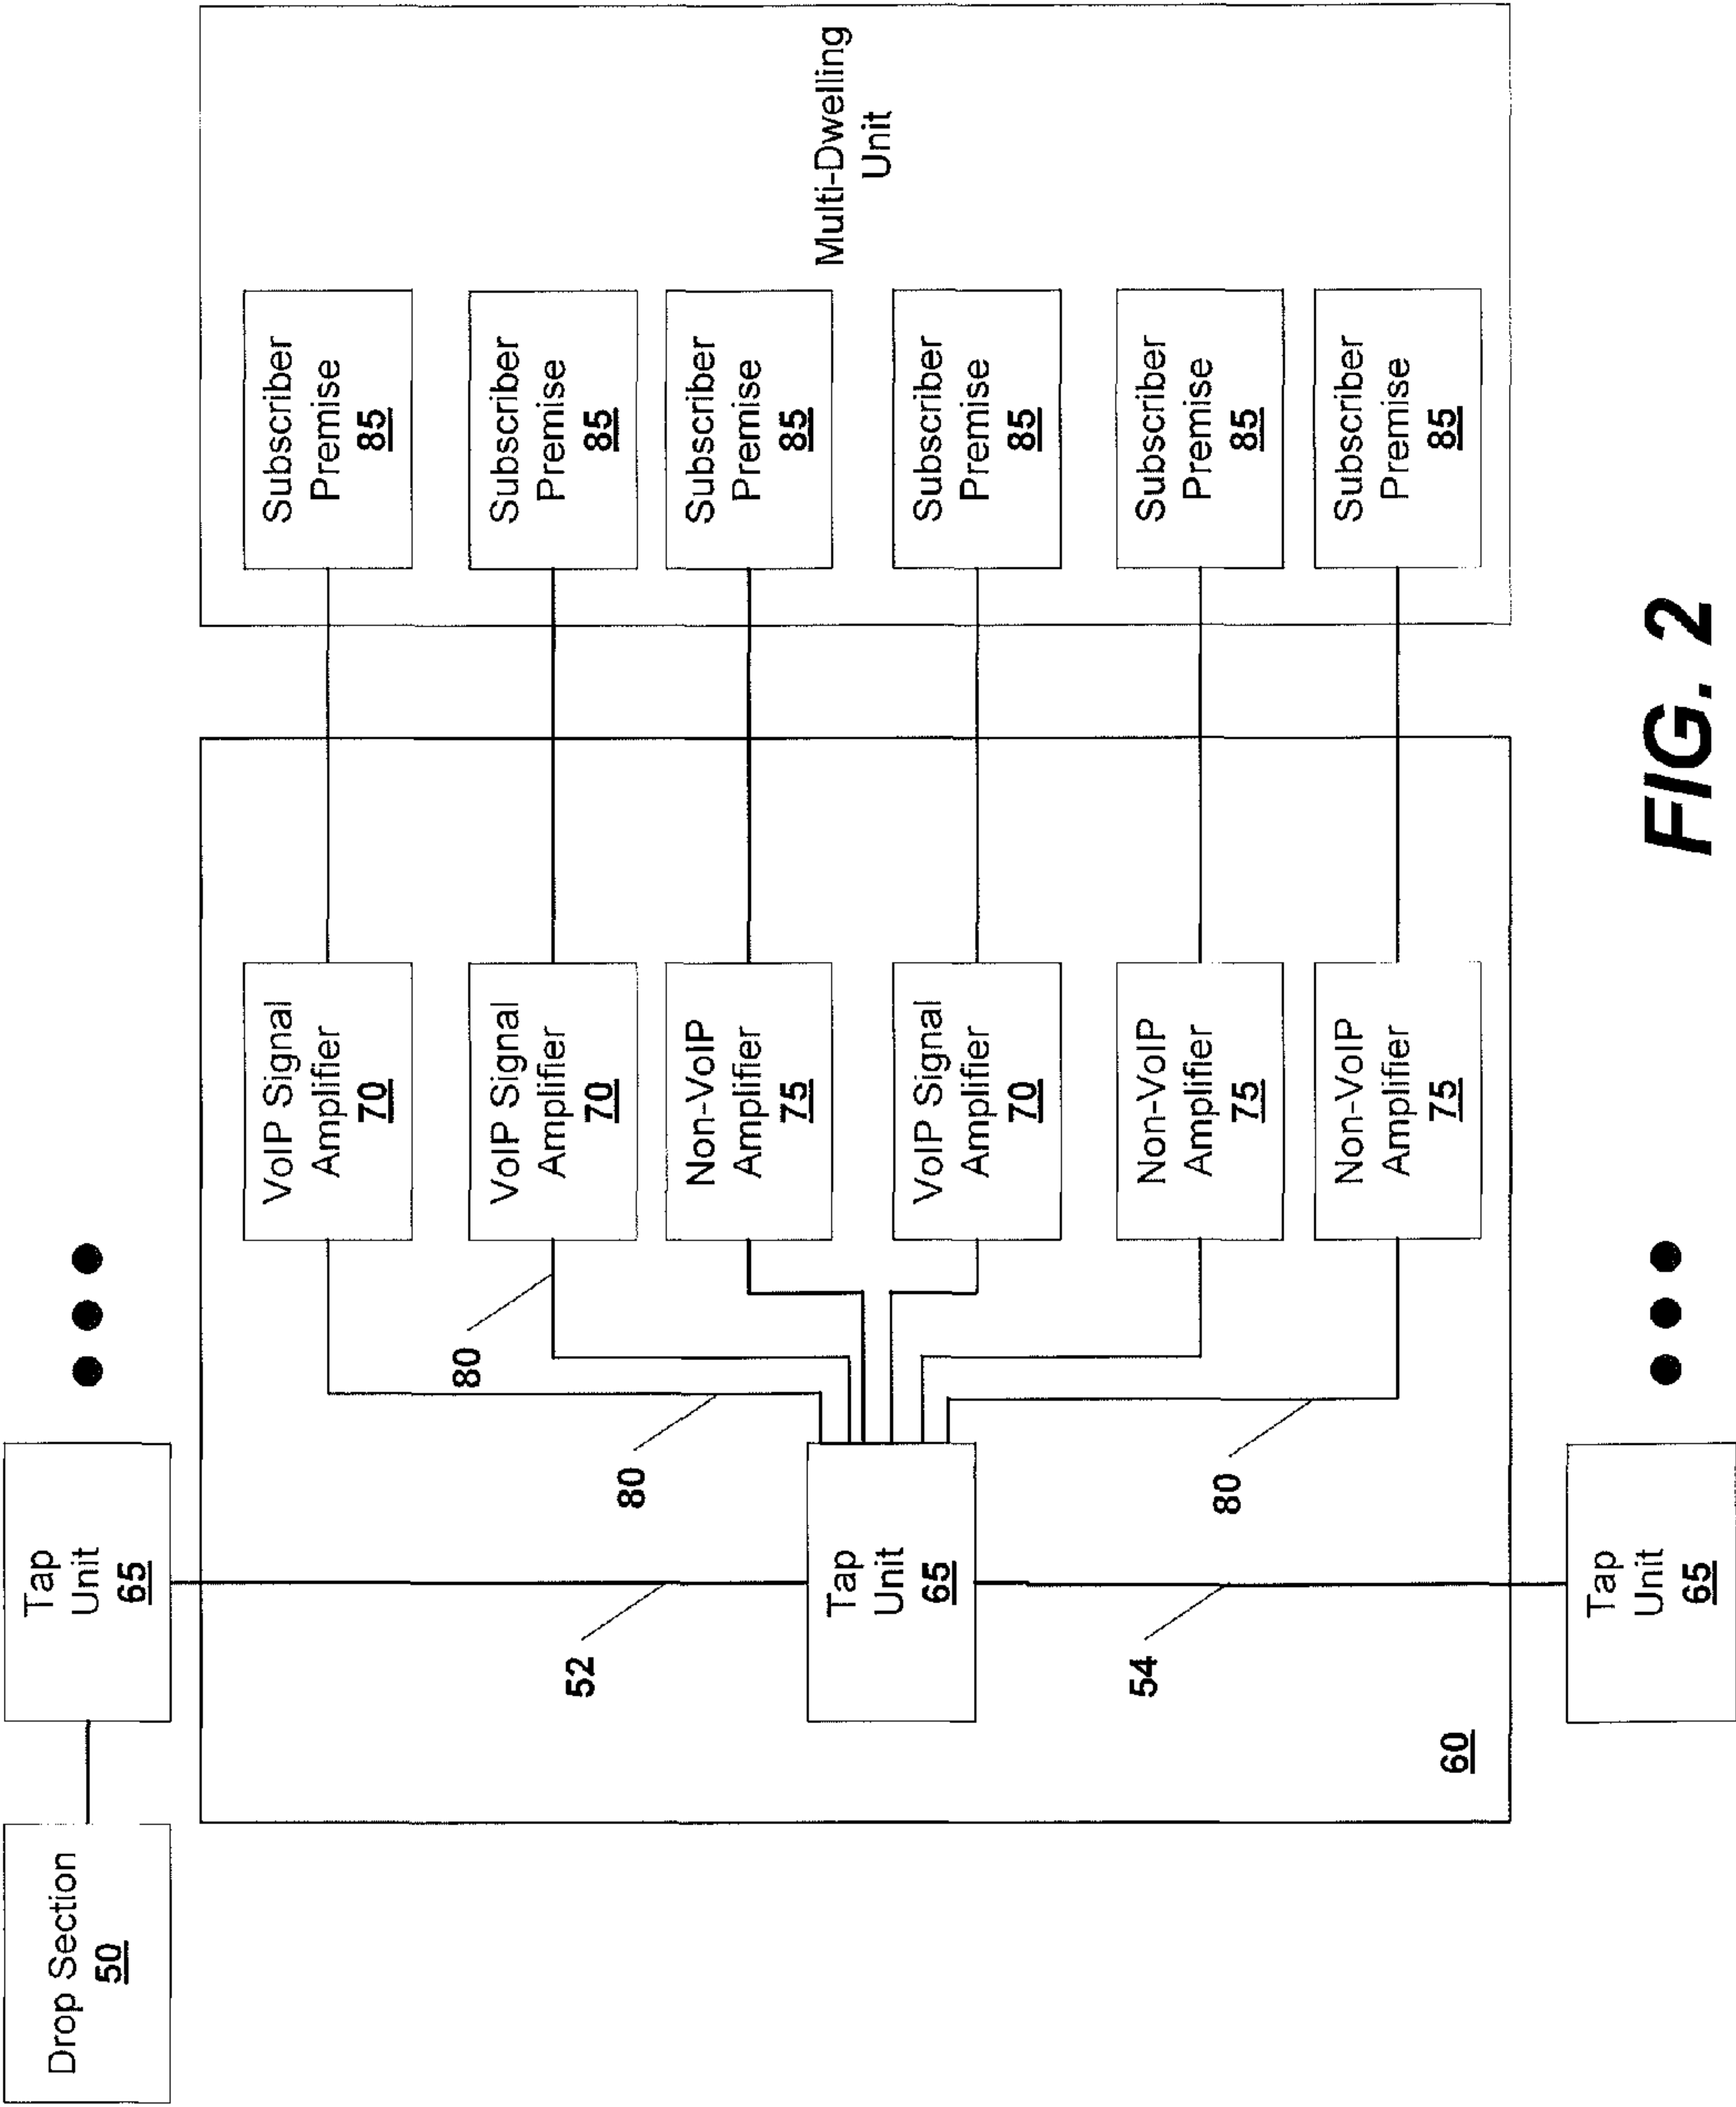 Drop Section
50
Tap
Unit
65
VoIP Signal
Amplifier
70
Subscriber
Premise
85
80
VoIP Signal
Amplifier
70
Subscriber
Premise
85
52
80
Non-VoIP
Amplifier
75
Subscriber
Premise
85
Tap
Unit
65
Multi-Dwelling
Unit
VoIP Signal
Amplifier
70
Subscriber
Premise
85
54
80
Non-VoIP
Amplifier
75
Subscriber
Premise
85
Non-VoIP
Amplifier
75
Subscriber
Premise
85
60
Tap
Unit
65
FIG. 2